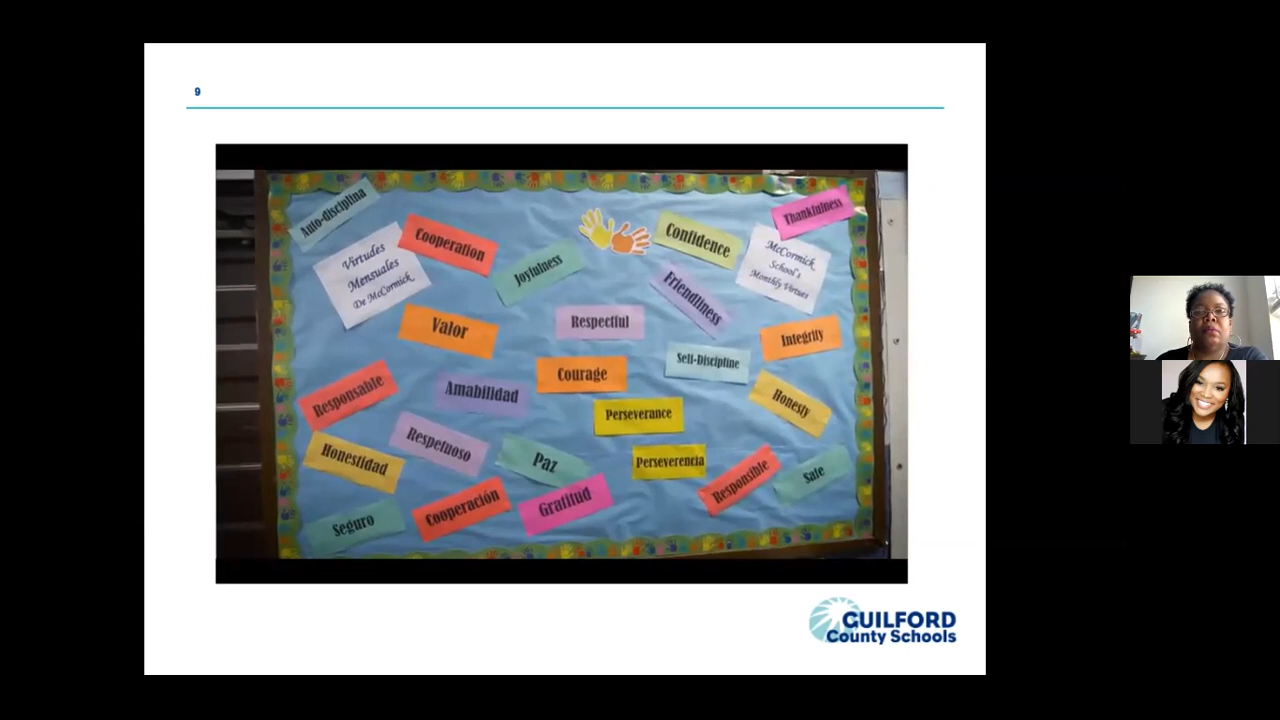 9
Auto-disciplina
Virtudes
Mensuales
De McCormick
Cooperation
Joyfulness
Confidence
Thankfulness
McCormick
School's
Monthly Virtues
Friendliness
Valor
Respectful
Integrity
Self-Discipline
Courage
Responsable
Amabilidad
Honesty
Perseverance
Respetuoso
Honestidad
Paz
Perseverencia
Responsible
Safe
Gratitud
Cooperación
Seguro
GUILFORD
County Schools